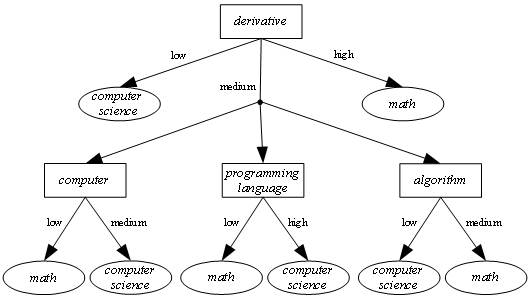 derivative
low
high
medium
computer
science
math
computer
programming
language
algorithm
low
medium
low
high
low
medium
math
computer
science
math
computer
science
computer
science
math